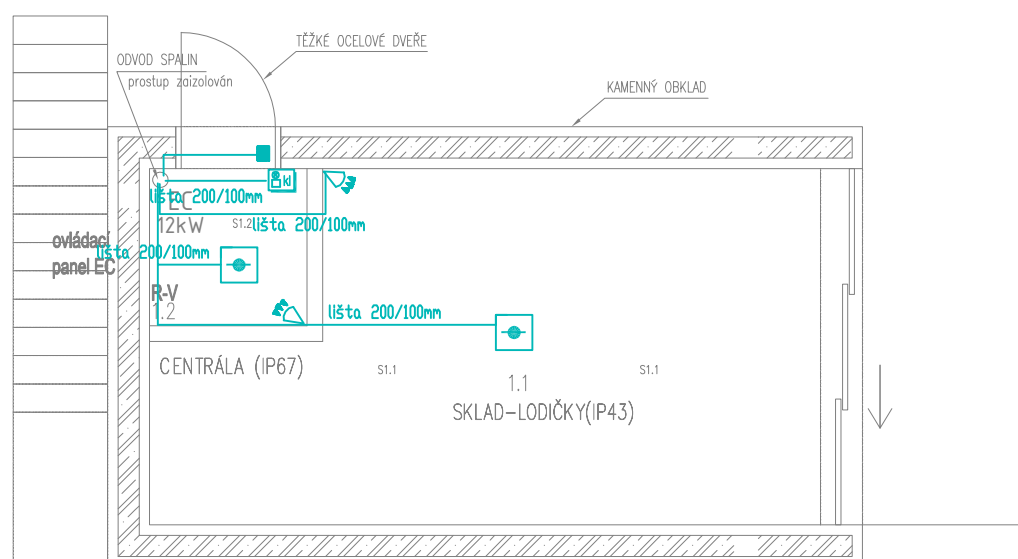 TĚŽKÉ OCELOVÉ DVEŘE
ODVOD SPALIN
prostup zaizolován
KAMENNÝ OBKLAD
kl
lišta 200/100mm
EC
12kW
S1.2
lišta 200/100mm
ovládací
panel EC
lišta 200/100mm
R-V
1.2
lišta 200/100mm
CENTRÁLA (IP67)
S1.1
S1.1
1.1
SKLAD-LODIČKY(IP43)